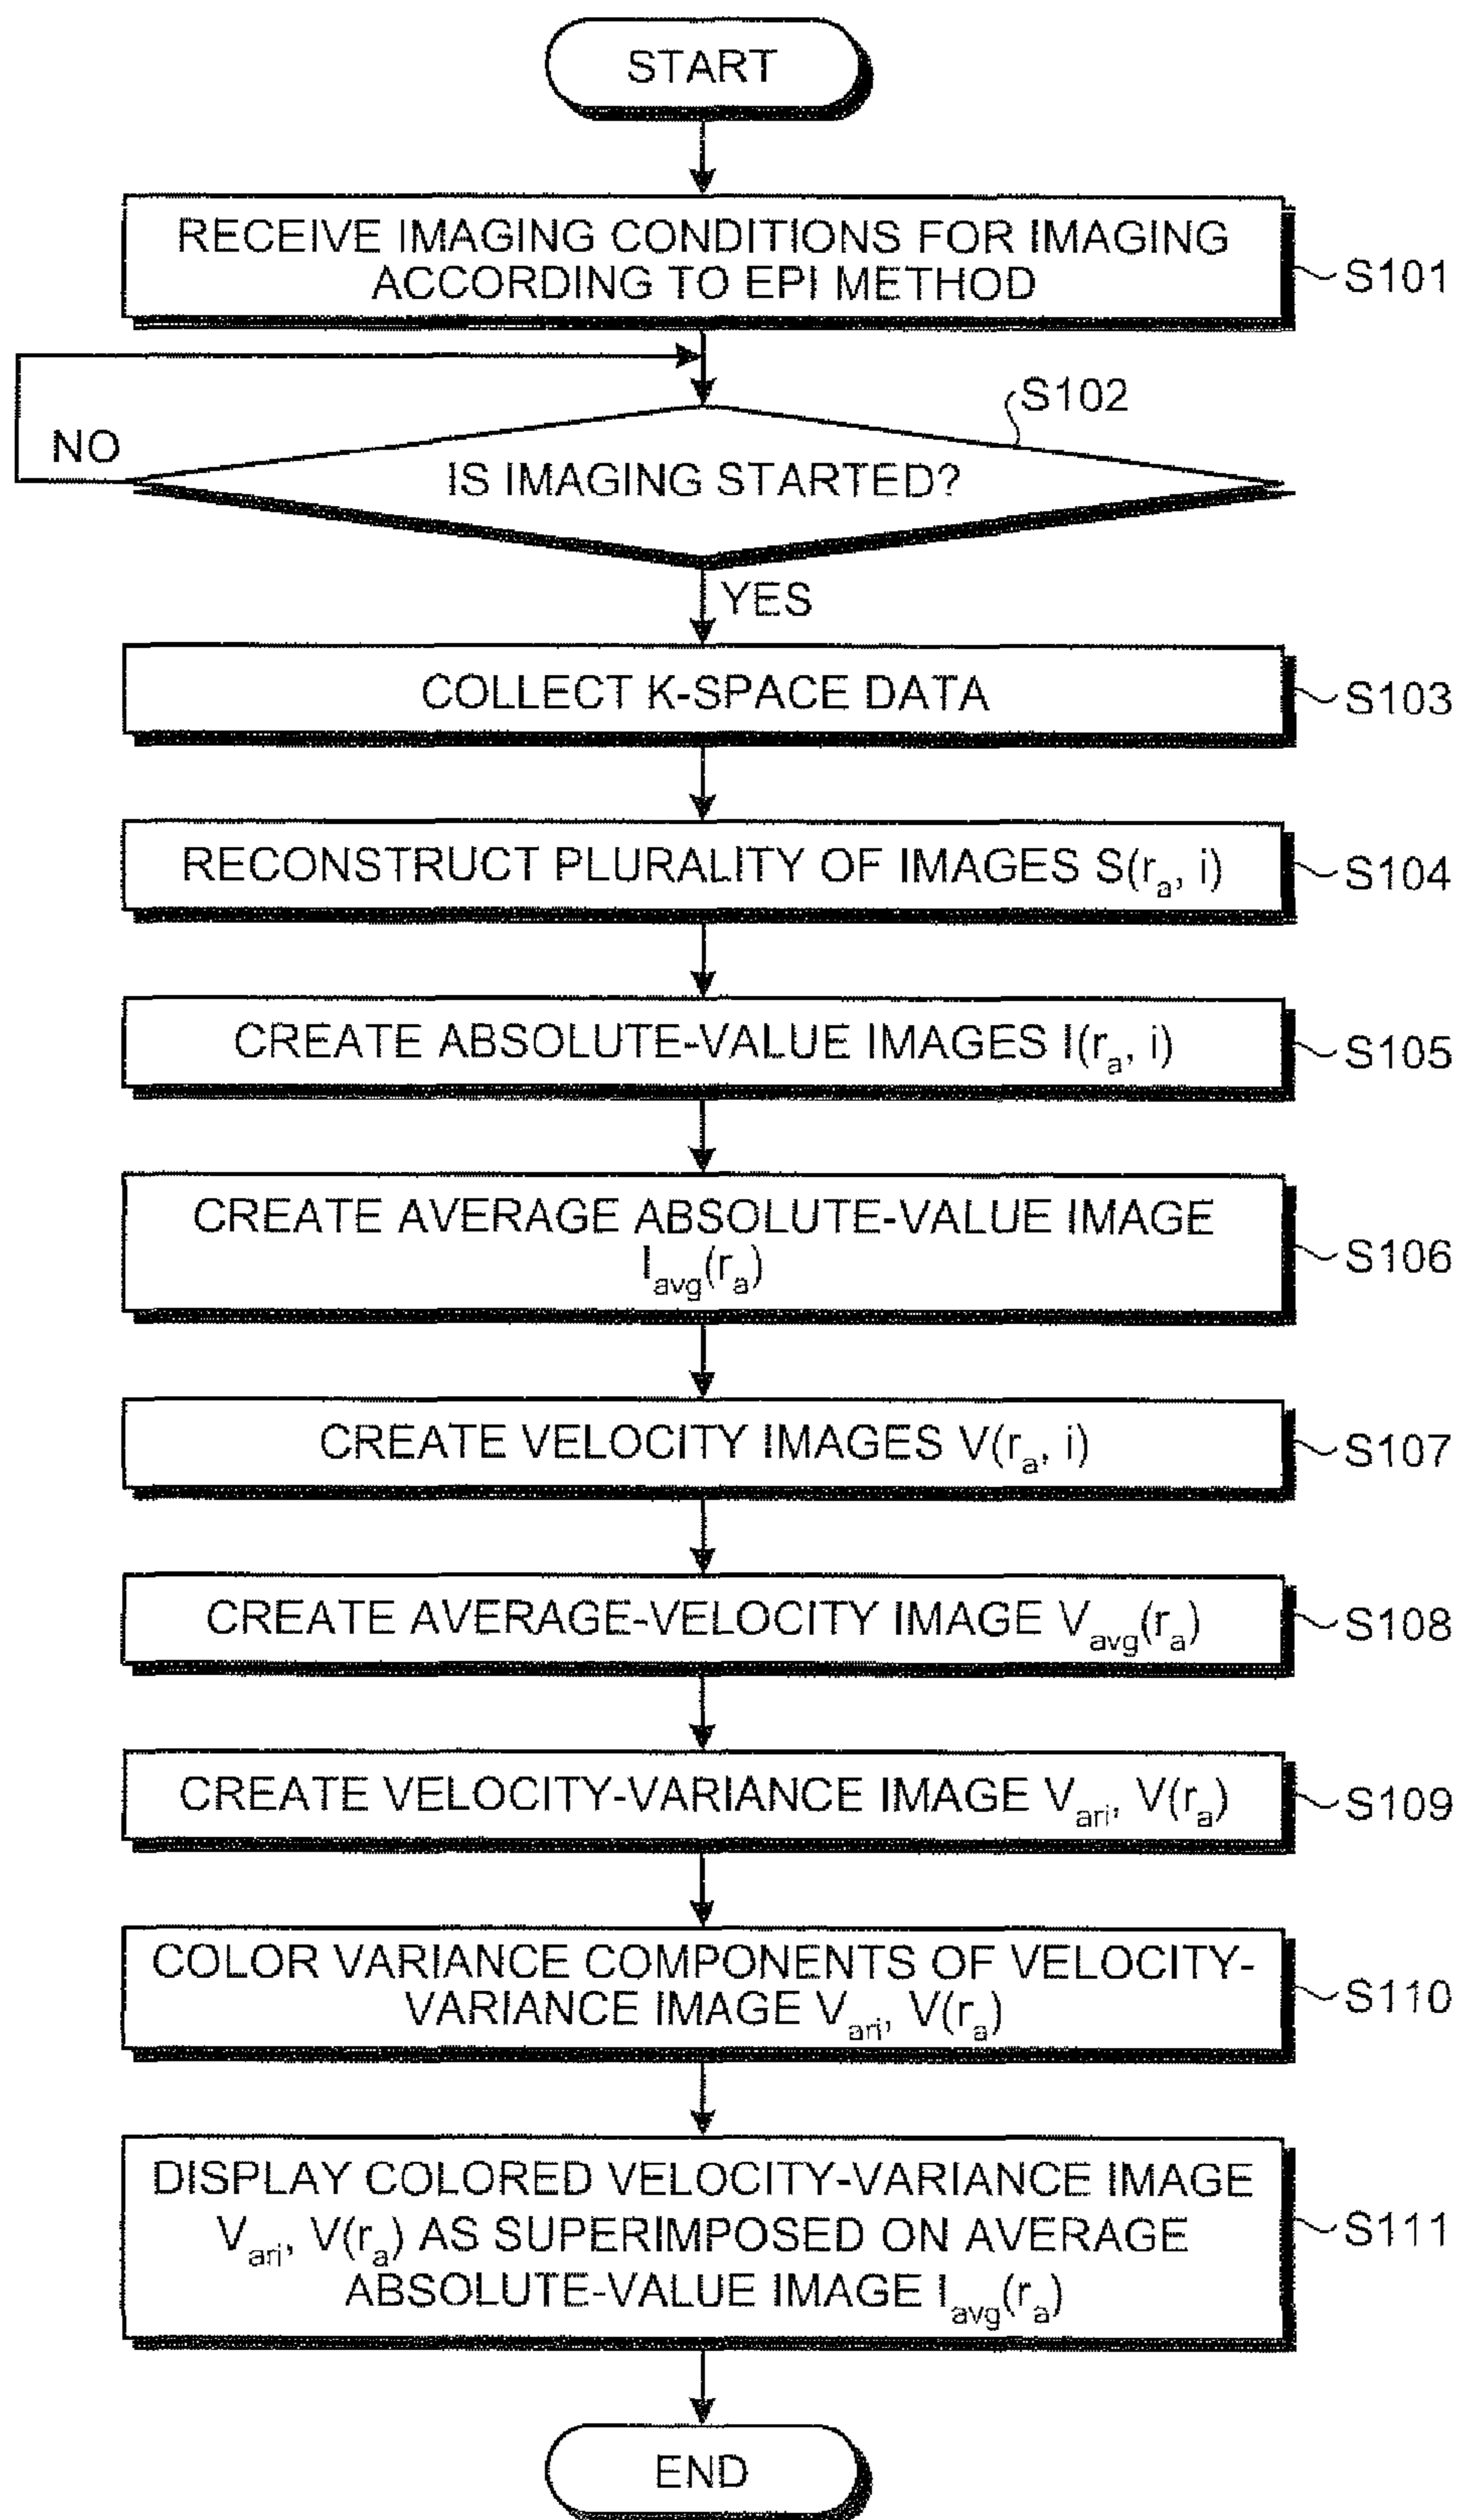 START
RECEIVE IMAGING CONDITIONS FOR IMAGING
ACCORDING TO EPI METHOD
S101
S102
NO
IS IMAGING STARTED?
YES
COLLECT K-SPACE DATA
S103
RECONSTRUCT PLURALITY OF IMAGES S(ra, i)
S104
CREATE ABSOLUTE-VALUE IMAGES I(ra, i)
S105
CREATE AVERAGE ABSOLUTE-VALUE IMAGE
Iavg(ra)
S106
CREATE VELOCITY IMAGES V(ra, i)
S107
CREATE AVERAGE-VELOCITY IMAGE Vavg(ra)
S108
CREATE VELOCITY-VARIANCE IMAGE Vari, V(ra)
S109
COLOR VARIANCE COMPONENTS OF VELOCITY-
VARIANCE IMAGE Vari, V(ra)
S110
DISPLAY COLORED VELOCITY-VARIANCE IMAGE
Vari, V(ra) AS SUPERIMPOSED ON AVERAGE
ABSOLUTE-VALUE IMAGE Iavg(ra)
S111
END